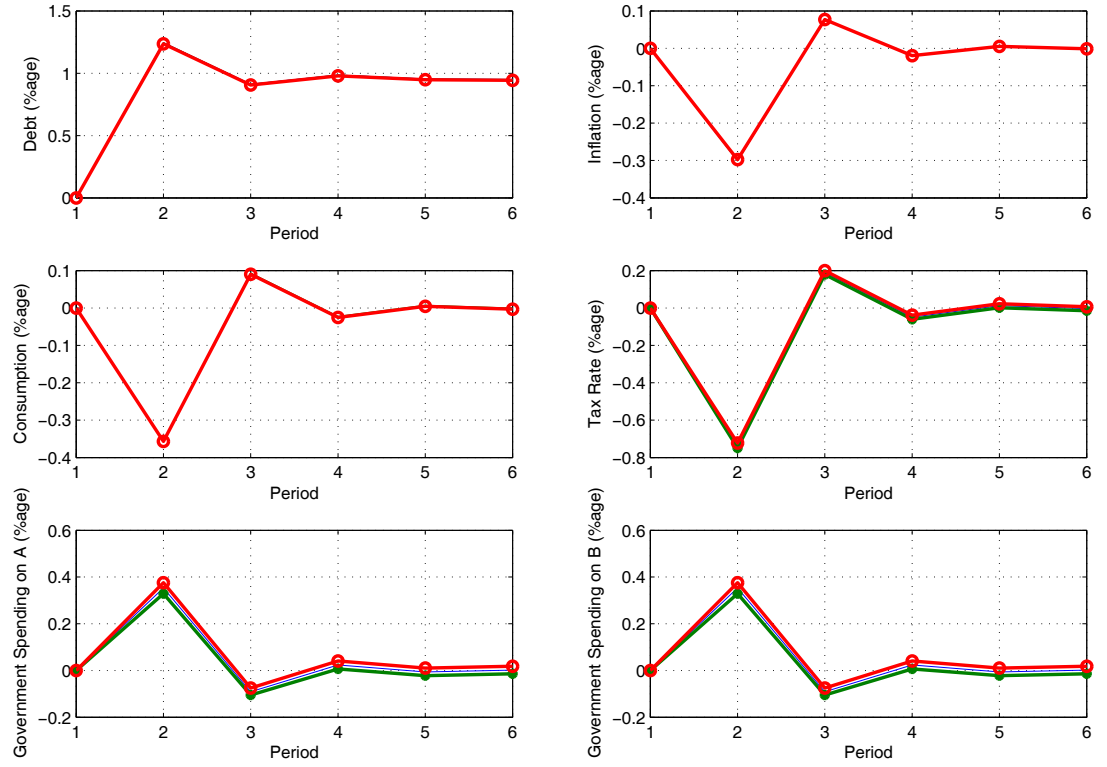 Debt (%age)
1.5
1
0.5
0
1 2 3 4 5 6
Period
Inflation (%age)
0.1
0
−0.1
−0.2
−0.3
−0.4
1 2 3 4 5 6
Period
Consumption (%age)
0.1
0
−0.1
−0.2
−0.3
−0.4
1 2 3 4 5 6
Period
Tax Rate (%age)
0.2
0
−0.2
−0.4
−0.6
−0.8
1 2 3 4 5 6
Period
Government Spending on A (%age)
0.6
0.4
0.2
0
−0.2
1 2 3 4 5 6
Period
Government Spending on B (%age)
0.6
0.4
0.2
0
−0.2
1 2 3 4 5 6
Period